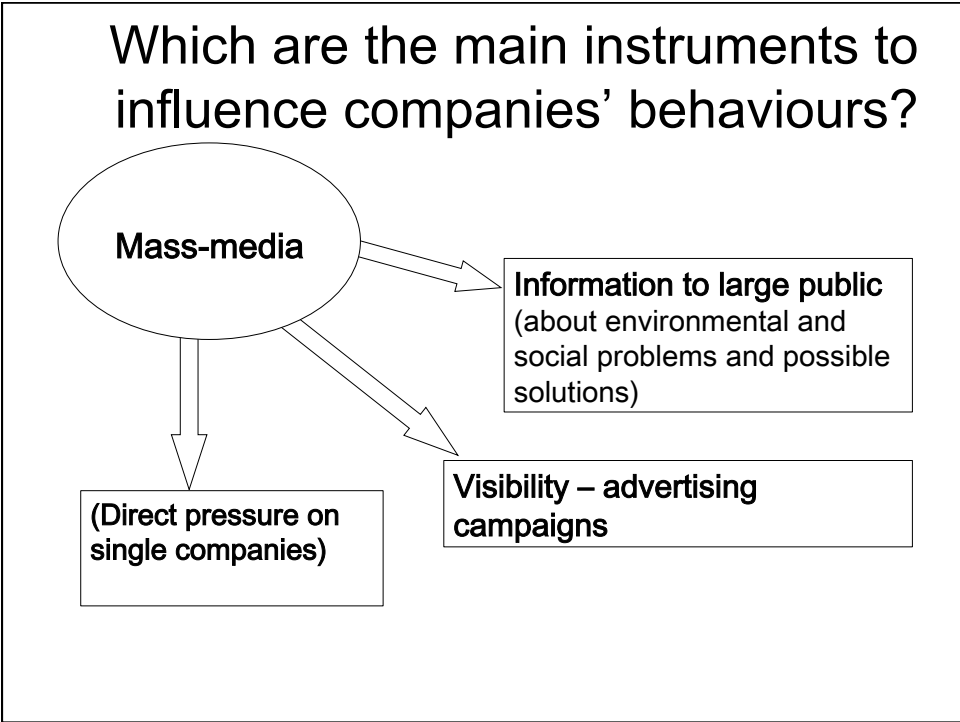 Which are the main instruments to
influence companies’ behaviours?
Mass-media
Information to large public
(about environmental and
social problems and possible
solutions)
Visibility – advertising
campaigns
(Direct pressure on
single companies)